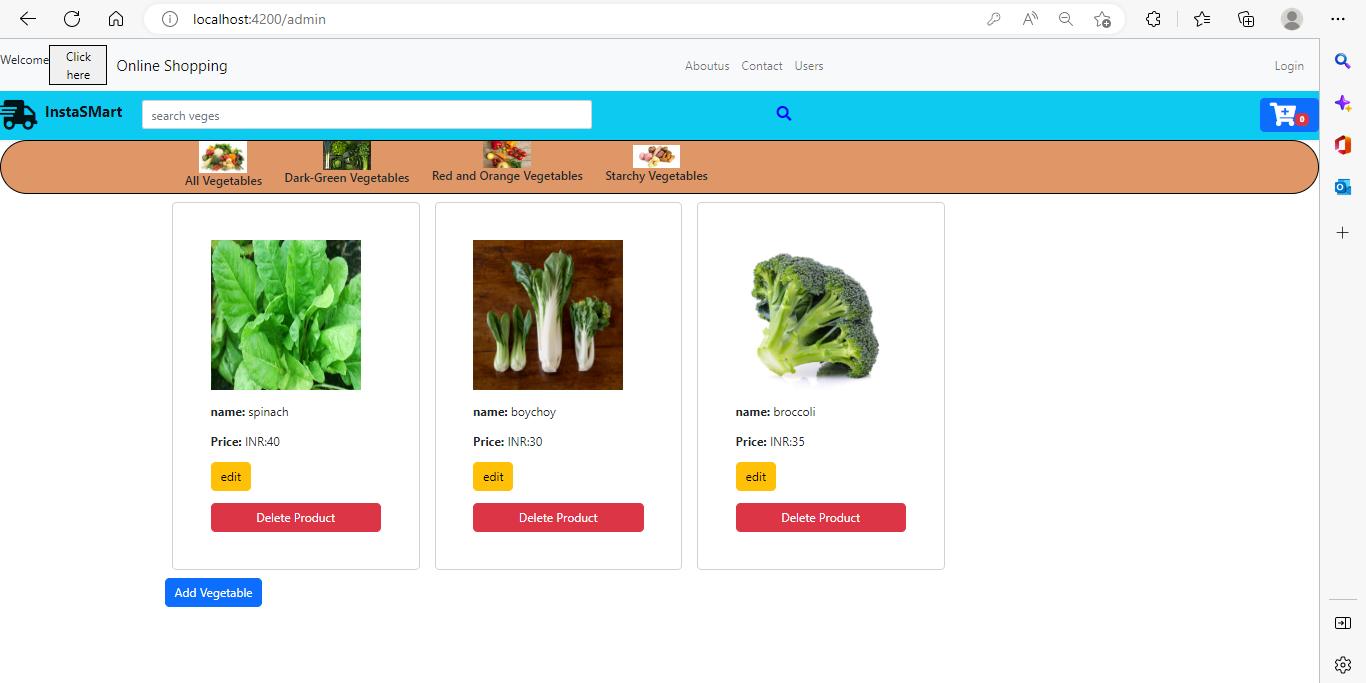 localhost:4200/admin
Welcome Click here Online Shopping Aboutus Contact Users Login
InstaSMart search veges 0
All Vegetables Dark-Green Vegetables Red and Orange Vegetables Starchy Vegetables
name: spinach name: boychoy name: broccoli
Price: INR:40 Price: INR:30 Price: INR:35
edit edit edit
Delete Product Delete Product Delete Product
Add Vegetable